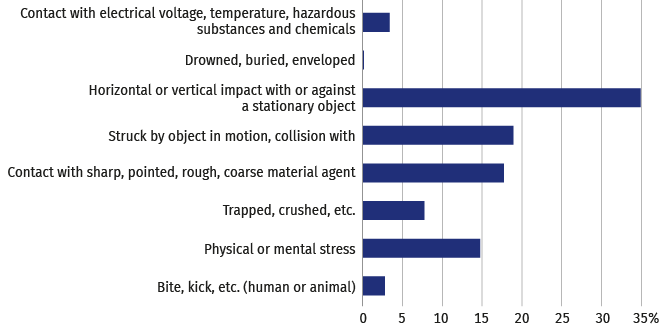 Contact with electrical voltage, temperature, hazardous
substances and chemicals
Drowned, buried, enveloped
Horizontal or vertical impact with or against
a stationary object
Struck by object in motion, collision with
Contact with sharp, pointed, rough, coarse material agent
Trapped, crushed, etc.
Physical or mental stress
Bite, kick, etc. (human or animal)
0 5 10 15 20 25 30 35%